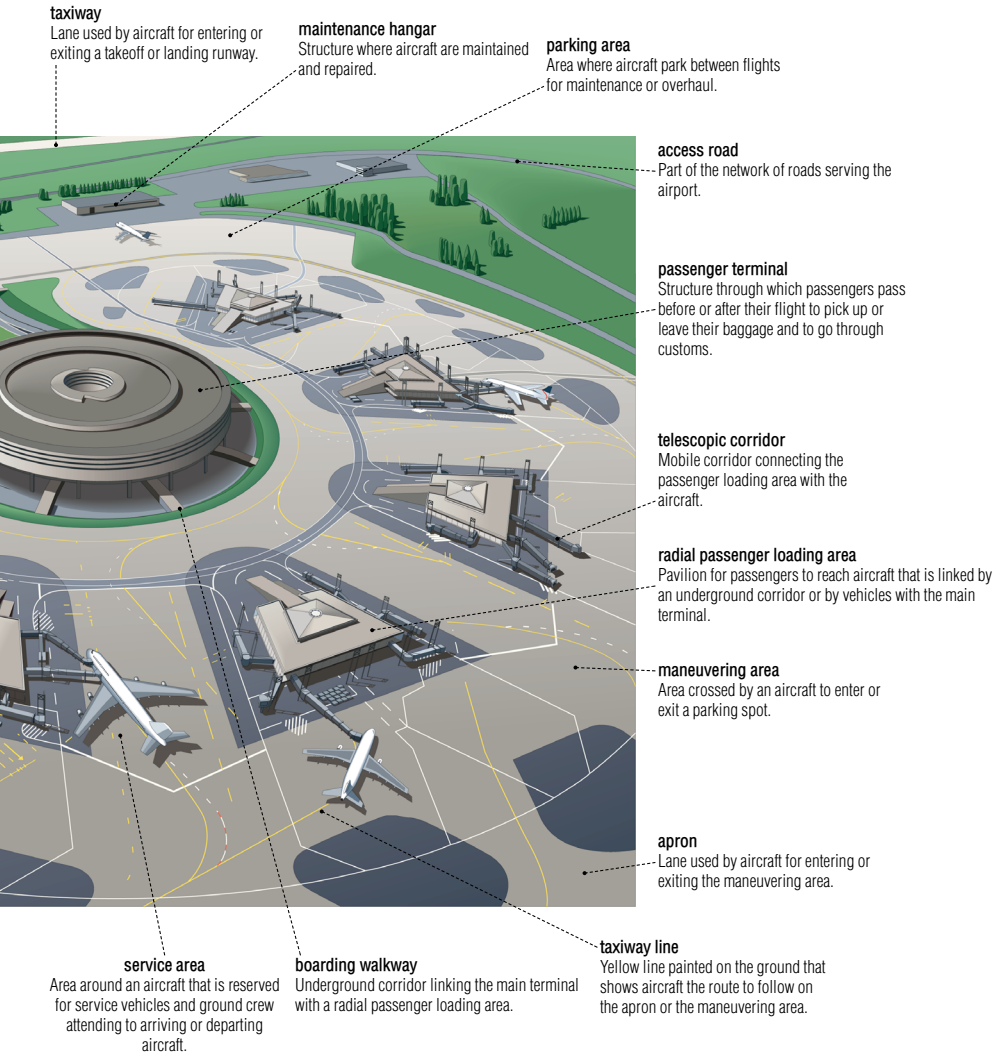 taxiway
Lane used by aircraft for entering or
exiting a takeoff or landing runway.
maintenance hangar
Structure where aircraft are maintained
and repaired.
parking area
Area where aircraft park between flights
for maintenance or overhaul.
access road
Part of the network of roads serving the
airport.
passenger terminal
Structure through which passengers pass
before or after their flight to pick up or
leave their baggage and to go through
customs.
telescopic corridor
Mobile corridor connecting the
passenger loading area with the
aircraft.
radial passenger loading area
Pavilion for passengers to reach aircraft that is linked by
an underground corridor or by vehicles with the main
terminal.
maneuvering area
Area crossed by an aircraft to enter or
exit a parking spot.
apron
Lane used by aircraft for entering or
exiting the maneuvering area.
service area
Area around an aircraft that is reserved
for service vehicles and ground crew
attending to arriving or departing
aircraft.
boarding walkway
Underground corridor linking the main terminal
with a radial passenger loading area.
taxiway line
Yellow line painted on the ground that
shows aircraft the route to follow on
the apron or the maneuvering area.